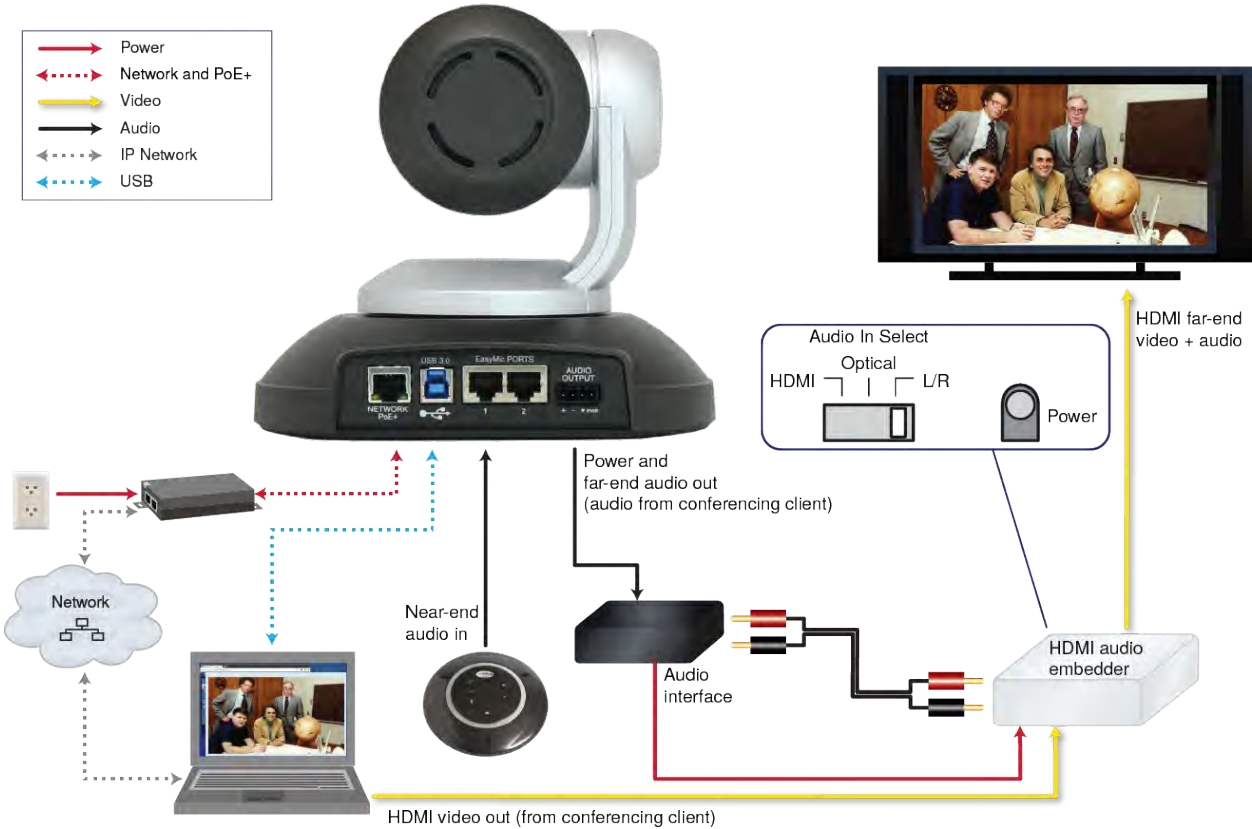 Power
Network and PoE+
Video
Audio
IP Network
USB
USB 3.0
EasyMic PORTS
AUDIO
OUTPUT
NETWORK
PoE+
1
2
+ - ▼ PWR
HDMI far-end
video + audio
Audio In Select
Optical
HDMI
L/R
Power
Power and
far-end audio out
(audio from conferencing client)
Network
Near-end
audio in
Audio
interface
HDMI audio
embedder
HDMI video out (from conferencing client)